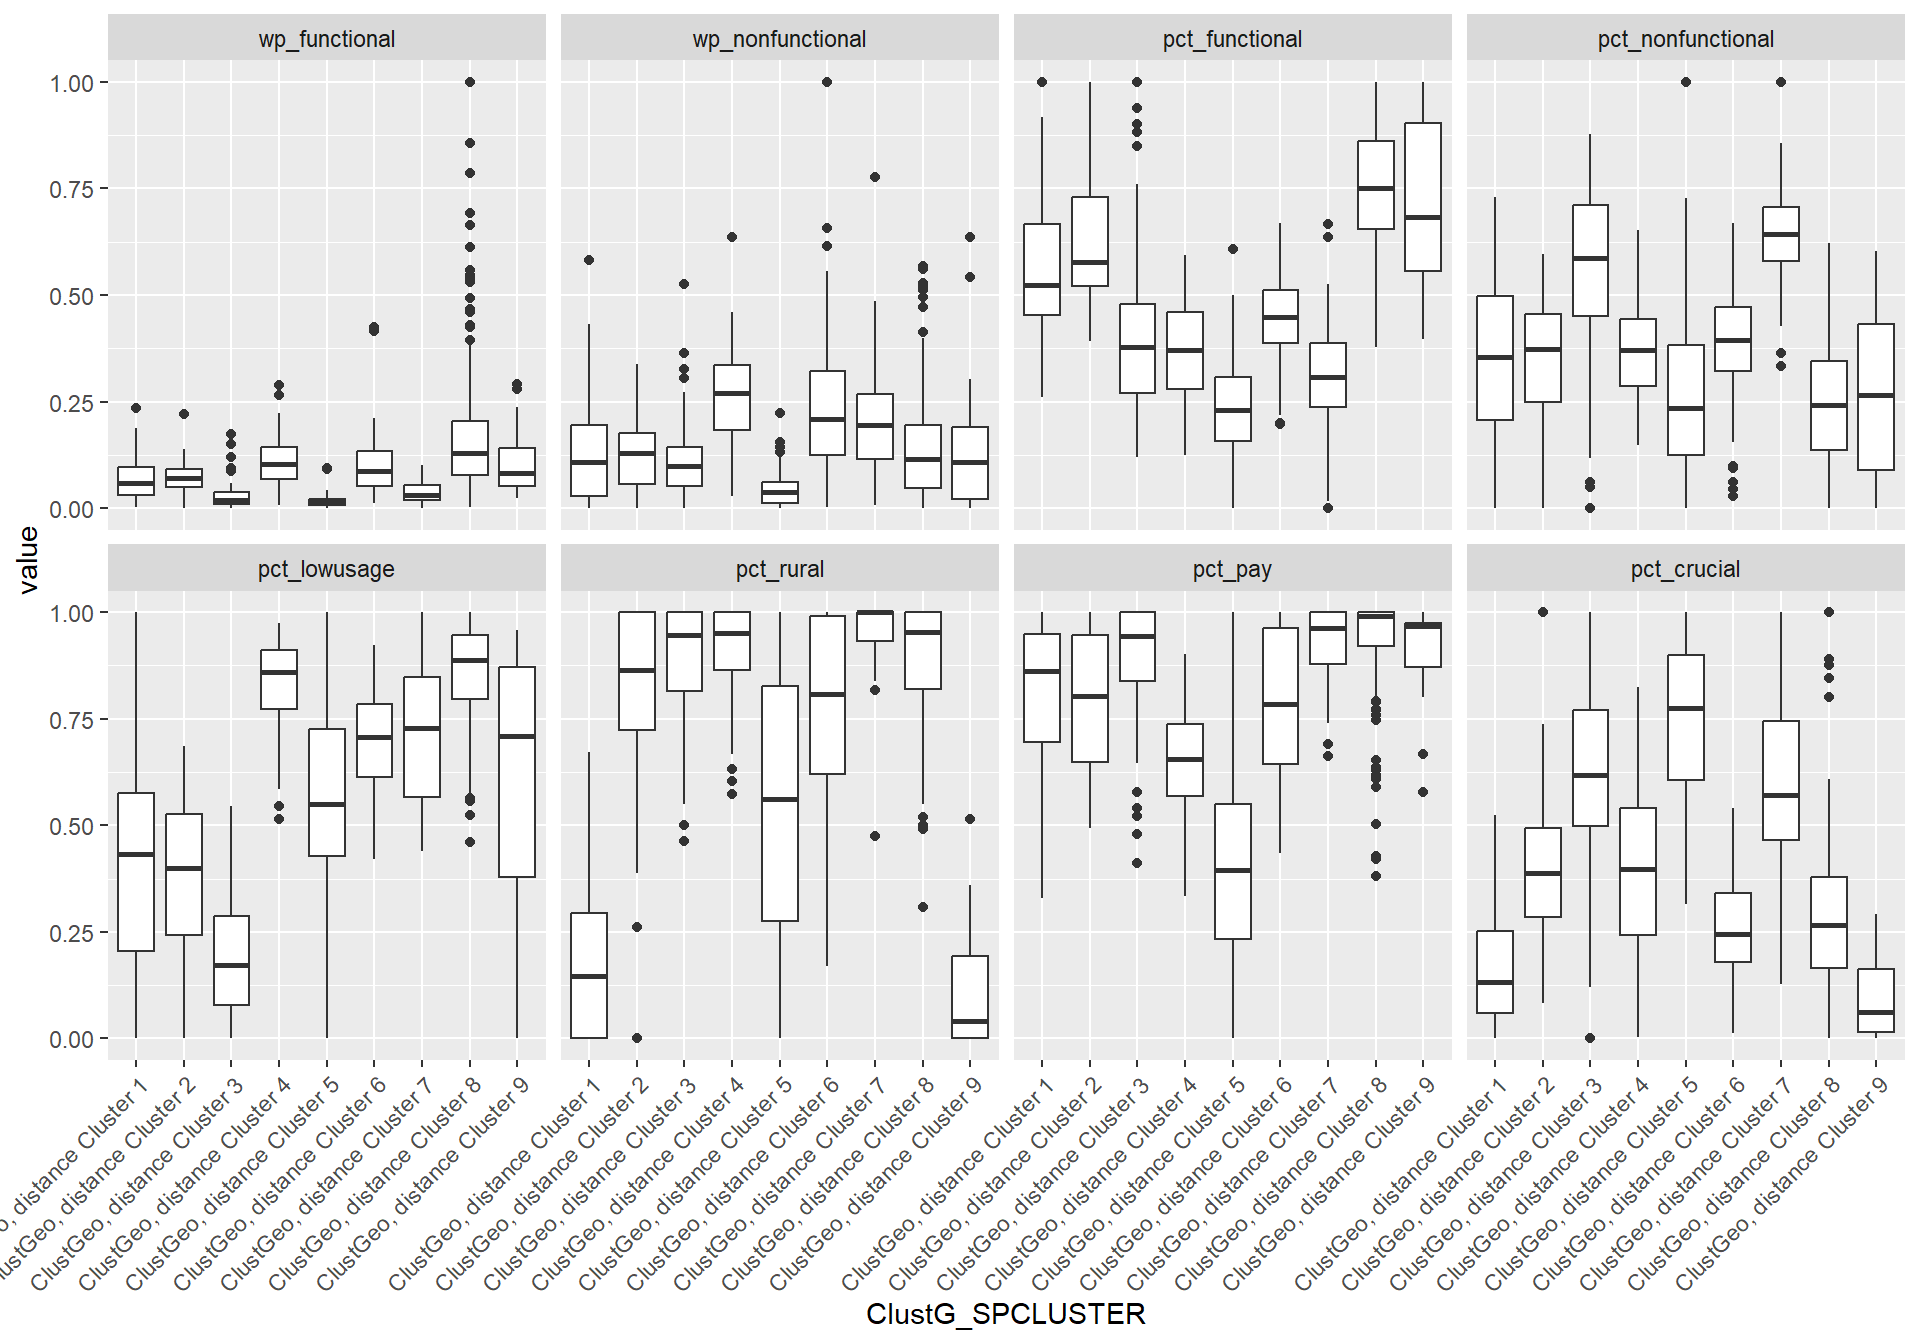 wp_functional
wp_nonfunctional
pct_functional
pct_nonfunctional
1.00
0.75
0.50
0.25
0.00
value
pct_lowusage
pct_rural
pct_pay
pct_crucial
1.00
0.75
0.50
0.25
0.00
o, distance Cluster 1
lustGeo, distance Cluster 2
ClustGeo, distance Cluster 3
ClustGeo, distance Cluster 4
ClustGeo, distance Cluster 5
ClustGeo, distance Cluster 6
ClustGeo, distance Cluster 7
ClustGeo, distance Cluster 8
ClustGeo, distance Cluster 9
ClustGeo, distance Cluster 1
ClustGeo, distance Cluster 2
ClustGeo, distance Cluster 3
ClustGeo, distance Cluster 4
ClustGeo, distance Cluster 5
ClustGeo, distance Cluster 6
ClustGeo, distance Cluster 7
ClustGeo, distance Cluster 8
ClustGeo, distance Cluster 9
ClustGeo, distance Cluster 1
ClustGeo, distance Cluster 2
ClustGeo, distance Cluster 3
ClustGeo, distance Cluster 4
ClustGeo, distance Cluster 5
ClustGeo, distance Cluster 6
ClustGeo, distance Cluster 7
ClustGeo, distance Cluster 8
ClustGeo, distance Cluster 9
ClustGeo, distance Cluster 1
ClustGeo, distance Cluster 2
ClustGeo, distance Cluster 3
ClustGeo, distance Cluster 4
ClustGeo, distance Cluster 5
ClustGeo, distance Cluster 6
ClustGeo, distance Cluster 7
ClustGeo, distance Cluster 8
ClustGeo, distance Cluster 9
ClustG_SPCLUSTER